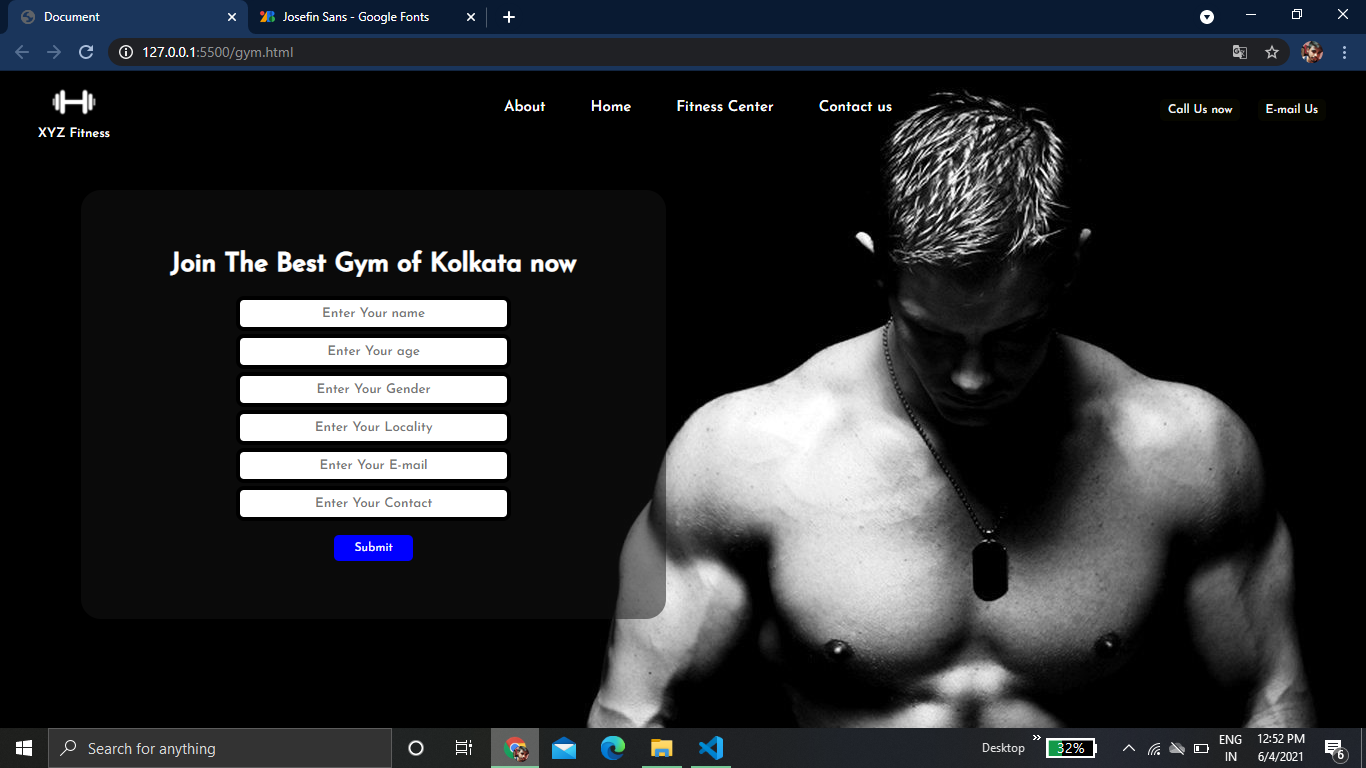 Document
Josefin Sans - Google Fonts
127.0.0.1:5500/gym.html
XYZ Fitness
About Home Fitness Center Contact us
Call Us now E-mail Us
Join The Best Gym of Kolkata now
Enter Your name
Enter Your age
Enter Your Gender
Enter Your Locality
Enter Your E-mail
Enter Your Contact
Submit
Search for anything
Desktop
32%
ENG
IN
12:52 PM
6/4/2021
6